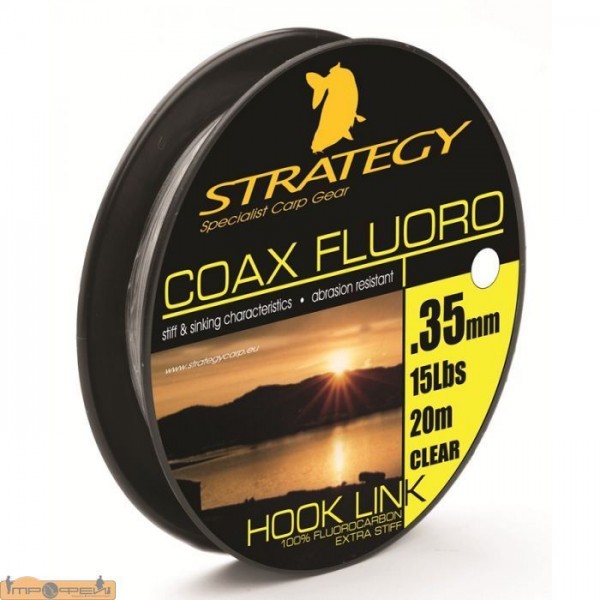 STRATEGY
Specialist Carp Gear
COAX FLUORO
stiff & sinking characteristics • abrasion resistant
www.strategycarp.eu
.35mm
15Lbs
20m
CLEAR
HOOK LINK
100% FLUOROCARBON
EXTRA STIFF
ТРОФЕЙ